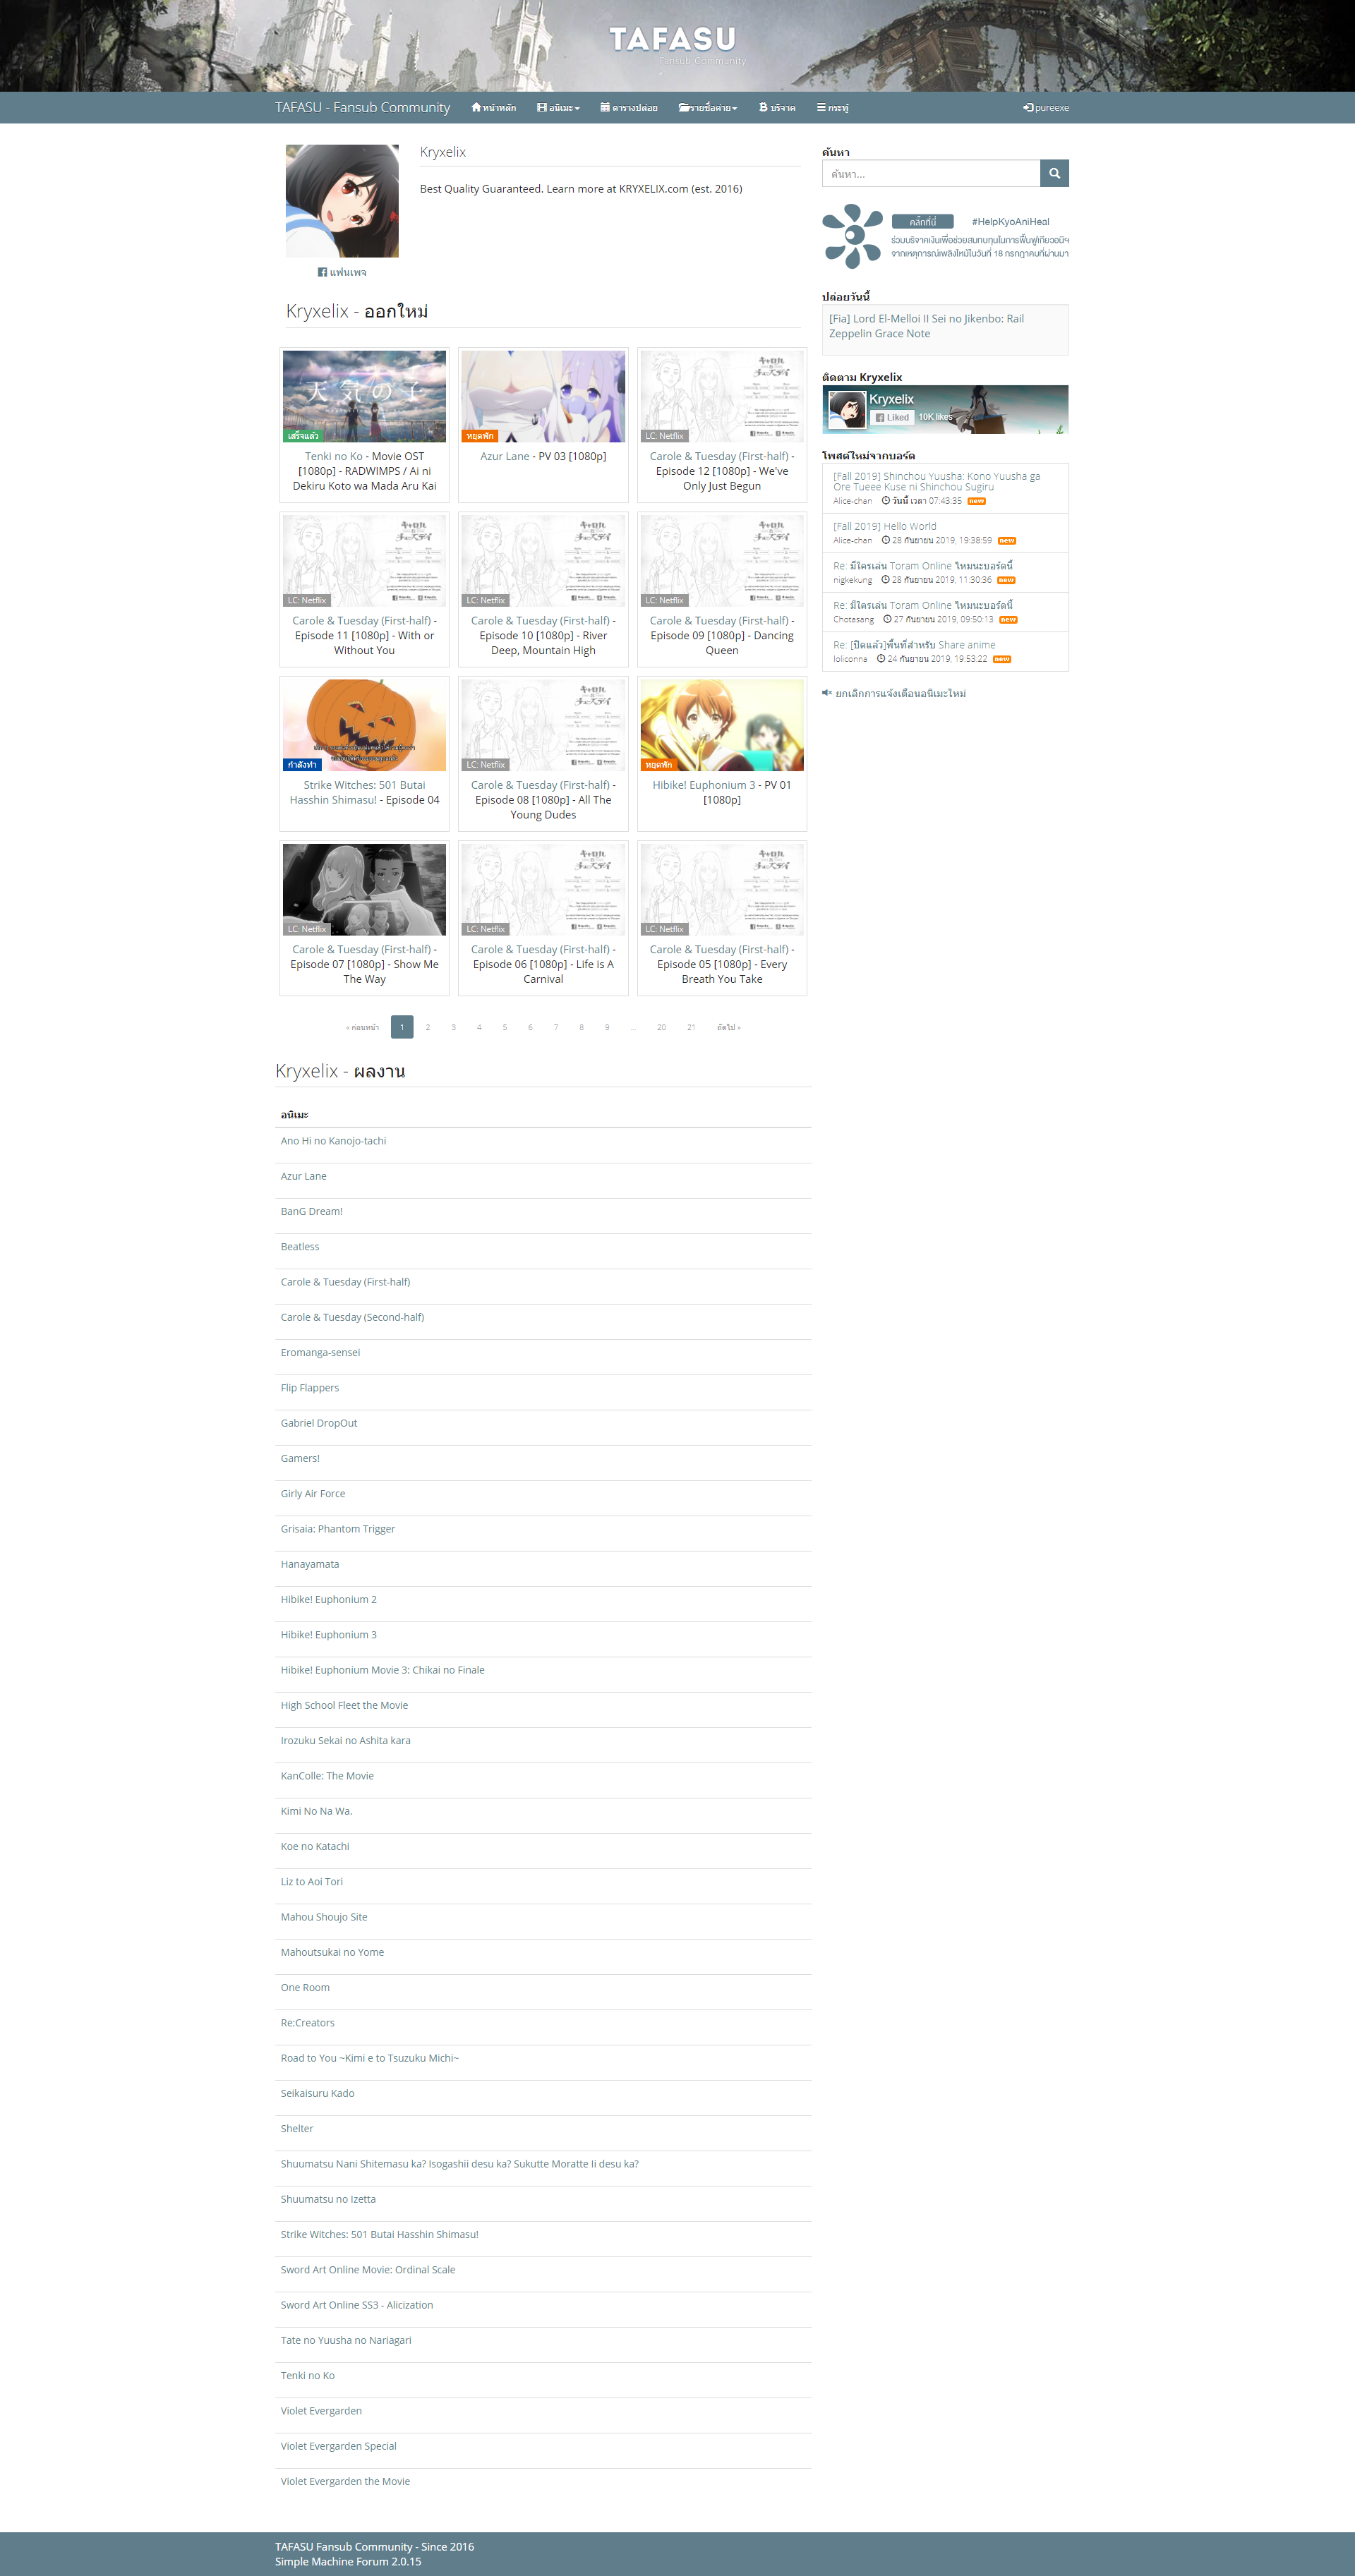 TAFASU
Fansub Community
TAFASU - Fansub Community
หน้าหลัก
อนิเมะ
ตารางปล่อย
รายชื่อค่าย
บริจาค
กระทู้
pureexe
Kryxelix
Best Quality Guaranteed. Learn more at KRYXELIX.com (est. 2016)
แฟนเพจ
Kryxelix - ออกใหม่
天気の子
เสร็จแล้ว
Tenki no Ko - Movie OST
[1080p] - RADWIMPS / Ai ni
Dekiru Koto wa Mada Aru Kai
หยุดพัก
Azur Lane - PV 03 [1080p]
LC: Netflix
Carole & Tuesday (First-half) -
Episode 12 [1080p] - We've
Only Just Begun
LC: Netflix
Carole & Tuesday (First-half) -
Episode 11 [1080p] - With or
Without You
LC: Netflix
Carole & Tuesday (First-half) -
Episode 10 [1080p] - River
Deep, Mountain High
LC: Netflix
Carole & Tuesday (First-half) -
Episode 09 [1080p] - Dancing
Queen
กำลังทำ
Strike Witches: 501 Butai
Hasshin Shimasu! - Episode 04
LC: Netflix
Carole & Tuesday (First-half) -
Episode 08 [1080p] - All The
Young Dudes
หยุดพัก
Hibike! Euphonium 3 - PV 01
[1080p]
LC: Netflix
Carole & Tuesday (First-half) -
Episode 07 [1080p] - Show Me
The Way
LC: Netflix
Carole & Tuesday (First-half) -
Episode 06 [1080p] - Life is A
Carnival
LC: Netflix
Carole & Tuesday (First-half) -
Episode 05 [1080p] - Every
Breath You Take
« ก่อนหน้า 1 2 3 4 5 6 7 8 9 ... 20 21 ถัดไป »
Kryxelix - ผลงาน
อนิเมะ
Ano Hi no Kanojo-tachi
Azur Lane
BanG Dream!
Beatless
Carole & Tuesday (First-half)
Carole & Tuesday (Second-half)
Eromanga-sensei
Flip Flappers
Gabriel DropOut
Gamers!
Girly Air Force
Grisaia: Phantom Trigger
Hanayamata
Hibike! Euphonium 2
Hibike! Euphonium 3
Hibike! Euphonium Movie 3: Chikai no Finale
High School Fleet the Movie
Irozuku Sekai no Ashita kara
KanColle: The Movie
Kimi No Na Wa.
Koe no Katachi
Liz to Aoi Tori
Mahou Shoujo Site
Mahoutsukai no Yome
One Room
Re:Creators
Road to You ~Kimi e to Tsuzuku Michi~
Seikaisuru Kado
Shelter
Shuumatsu Nani Shitemasu ka? Isogashii desu ka? Sukutte Moratte Ii desu ka?
Shuumatsu no Izetta
Strike Witches: 501 Butai Hasshin Shimasu!
Sword Art Online Movie: Ordinal Scale
Sword Art Online SS3 - Alicization
Tate no Yuusha no Nariagari
Tenki no Ko
Violet Evergarden
Violet Evergarden Special
Violet Evergarden the Movie
ค้นหา
ค้นหา...
คลิ๊กที่นี่ #HelpKyoAniHeal
ร่วมบริจาคเงินเพื่อช่วยสมทบทุนในการฟื้นฟูเกียวอนิฯ
จากเหตุการณ์เพลิงไหม้ในวันที่ 18 กรกฎาคมที่ผ่านมา
ปล่อยวันนี้
[Fia] Lord El-Melloi II Sei no Jikenbo: Rail
Zeppelin Grace Note
ติดตาม Kryxelix
Kryxelix
Liked 10K likes
โพสต์ใหม่จากบอร์ด
[Fall 2019] Shinchou Yuusha: Kono Yuusha ga
Ore Tueee Kuse ni Shinchou Sugiru
Alice-chan วันนี้ เวลา 07:43:35 new
[Fall 2019] Hello World
Alice-chan 28 กันยายน 2019, 19:38:59 new
Re: มีใครเล่น Toram Online ไหมนะบอร์ดนี้
nigkekung 28 กันยายน 2019, 11:30:36 new
Re: มีใครเล่น Toram Online ไหมนะบอร์ดนี้
Chotasang 27 กันยายน 2019, 09:50:13 new
Re: [ปิดแล้ว]พื้นที่สำหรับ Share anime
loliconna 24 กันยายน 2019, 19:53:22 new
ยกเลิกการแจ้งเตือนอนิเมะใหม่
TAFASU Fansub Community - Since 2016
Simple Machine Forum 2.0.15